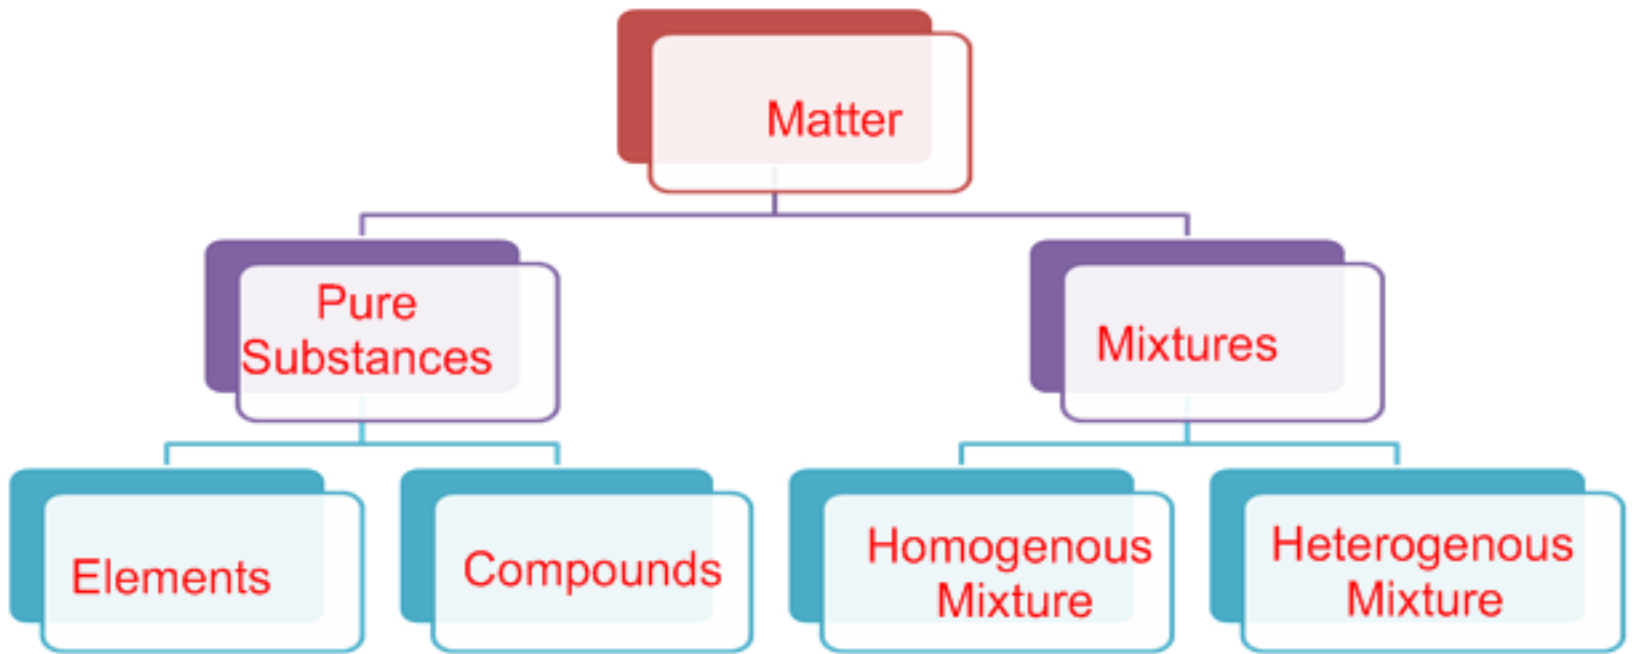 Matter
Pure
Substances
Mixtures
Elements
Compounds
Homogenous
Mixture
Heterogenous
Mixture